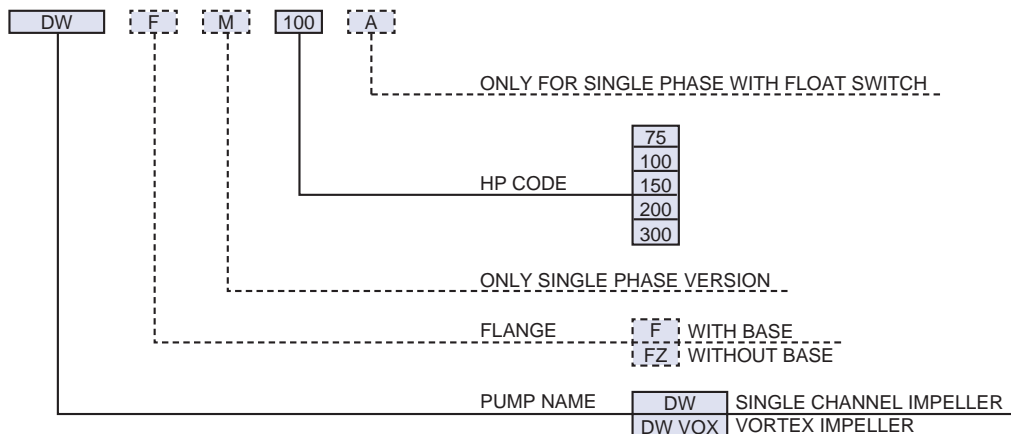 DW F M 100 A
ONLY FOR SINGLE PHASE WITH FLOAT SWITCH
75
100
HP CODE 150
200
300
ONLY SINGLE PHASE VERSION
FLANGE F WITH BASE
FZ WITHOUT BASE
PUMP NAME DW SINGLE CHANNEL IMPELLER
DW VOX VORTEX IMPELLER